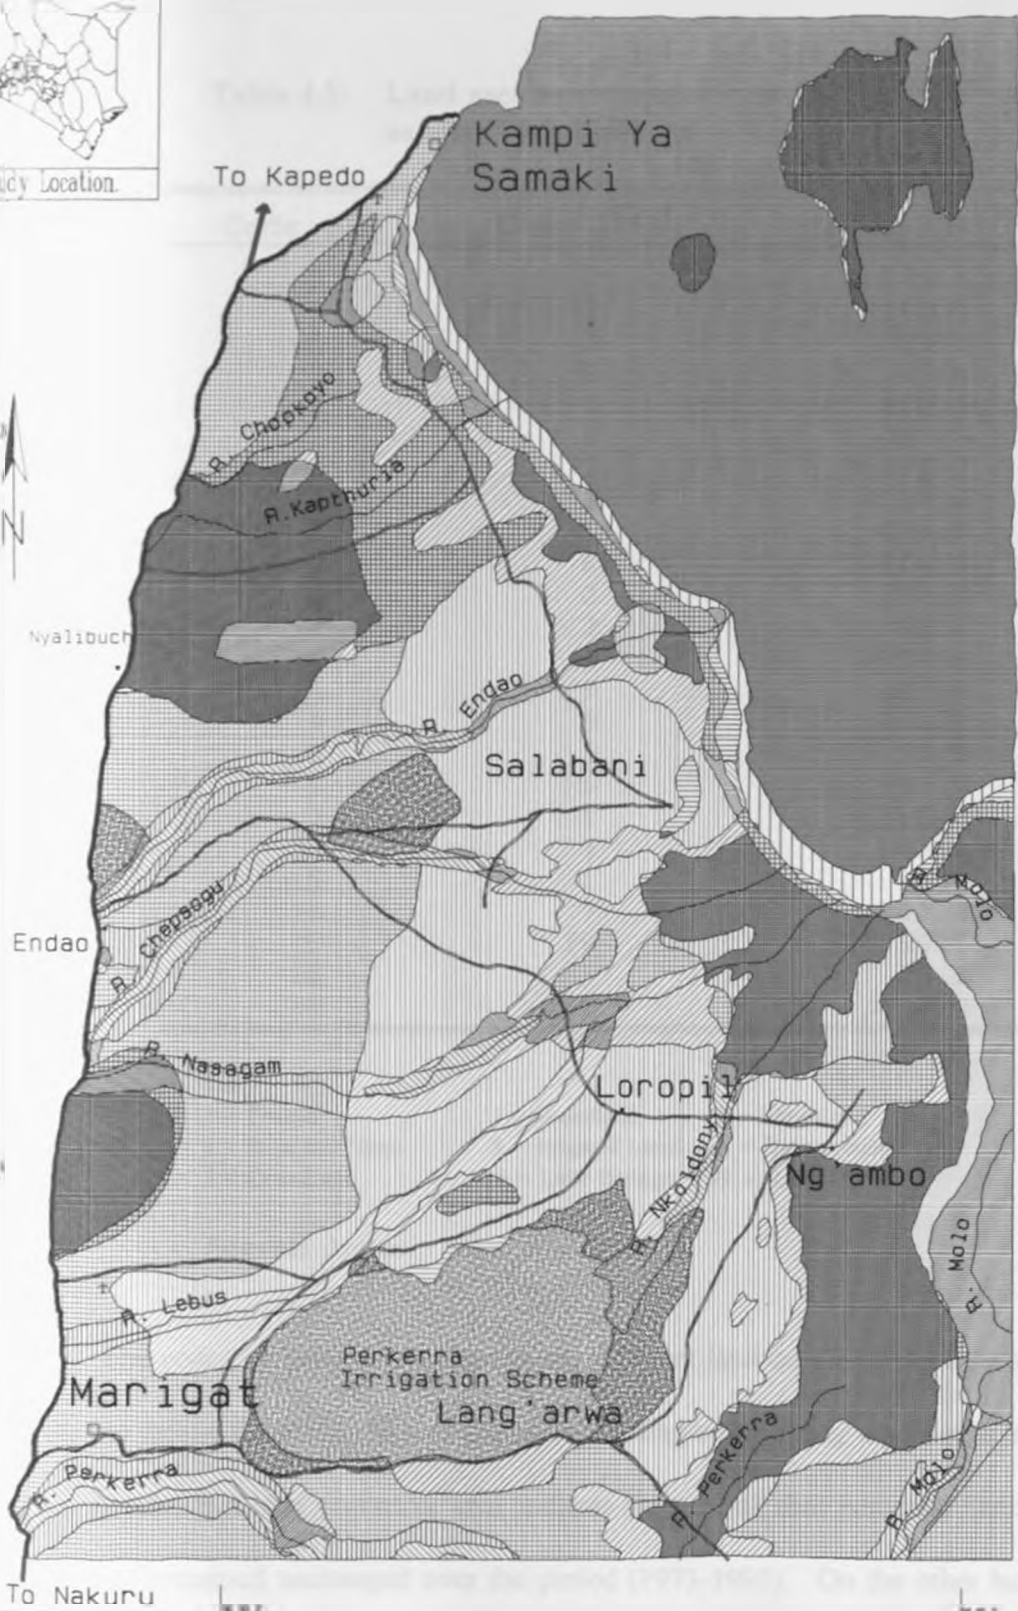 Study Location.
To Kapedo
Kampi Ya
Samaki
R. Chopkoyo
R. Kapthuria
N
Nyalibuch
R. Endao
Salabani
R. Molo
R. Chepsogu
Endao
R. Nasagam
Loropil
Ng'ambo
R. Nkoldony
R. Molo
R. Lebus
Perkerra
Irrigation Scheme
Marigat
Lang'arwa
R. Perkerra
R. Perkerra
R. Molo
To Nakuru